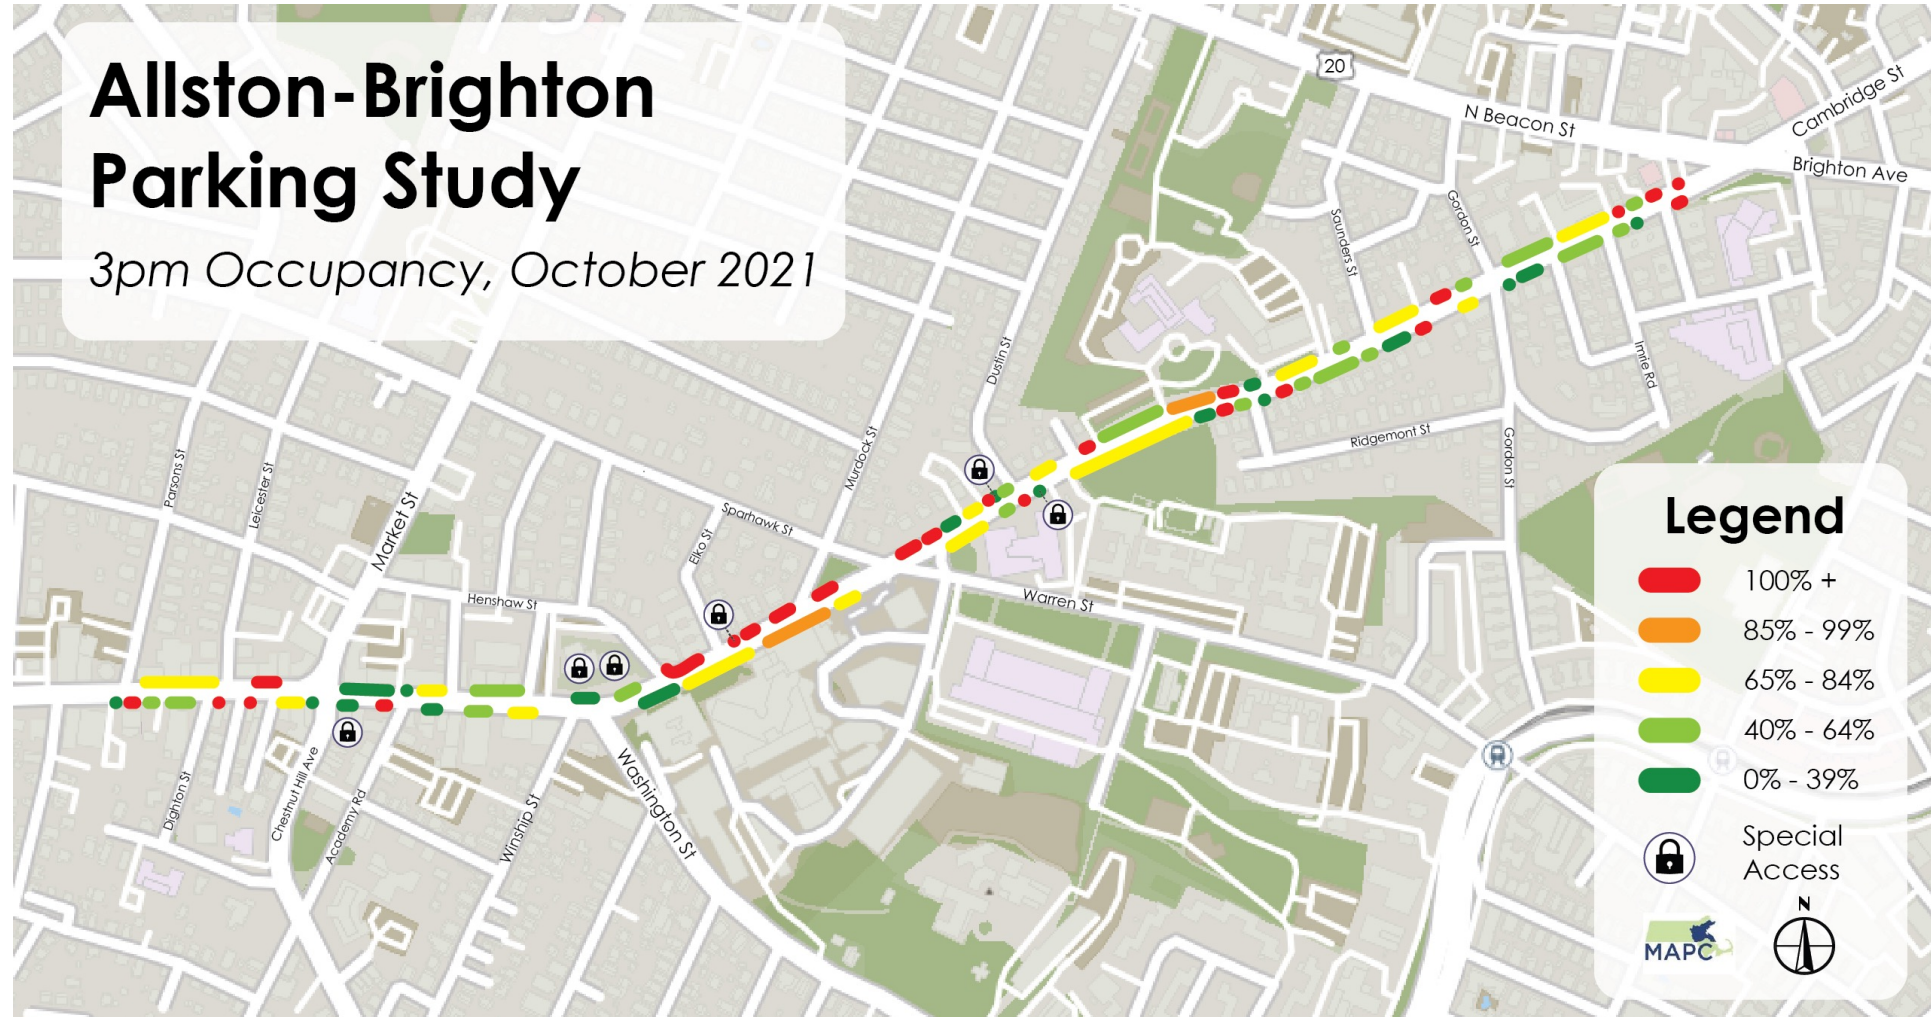 Allston-Brighton
Parking Study
3pm Occupancy, October 2021
20
N Beacon St
Cambridge St
Brighton Ave
Gordon St
Saunders St
Imrie Rd
Dustin St
Ridgemont St
Gordon St
Murdock St
Parsons St
Leicester St
Market St
Sparhawk St
Elko St
Henshaw St
Warren St
Chestnut Hill Ave
Dighton St
Academy Rd
Winship St
Washington St
Legend
100% +
85% - 99%
65% - 84%
40% - 64%
0% - 39%
Special
Access
N
MAPC